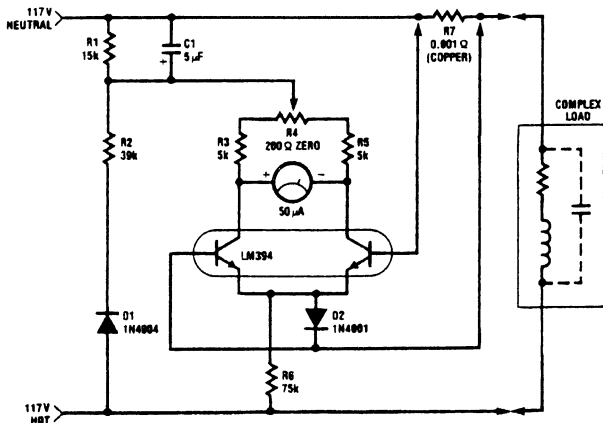 117V
NEUTRAL
R1
15k
C1
5 μF
+
R7
0.001 Ω
(COPPER)
COMPLEX
LOAD
R4
200 Ω ZERO
R2
39k
R3
5k
R5
5k
+
-
50 μA
LM394
D1
1N4004
D2
1N4001
R6
75k
117V
HOT